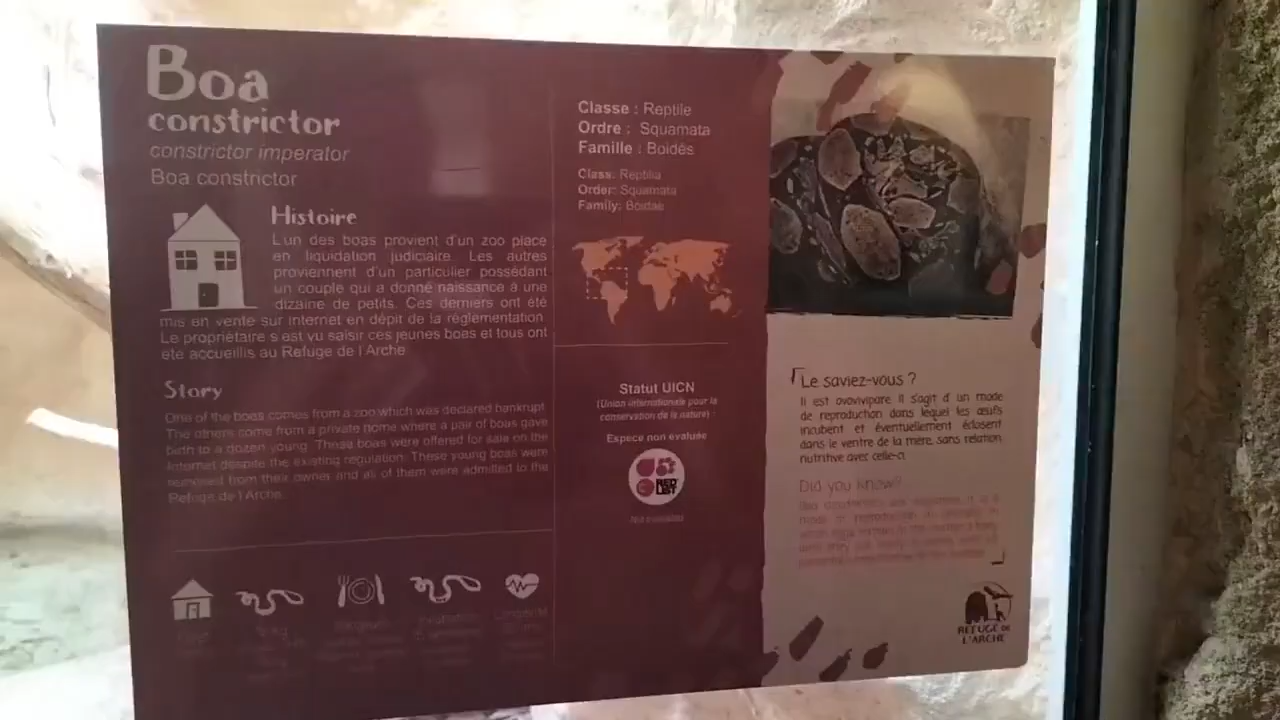 Boa
constrictor
constrictor imperator
Boa constrictor
Histoire
L'un des boas provient d'un zoo place
en liquidation judiciaire. Les autres
proviennent d'un particulier possédant
un couple qui a donné naissance à une
dizaine de petits. Ces derniers ont été
mis en vente sur internet en dépit de la réglementation.
Le propriétaire s'est vu saisir ces jeunes boas et tous ont
été accueillis au Refuge de l'Arche
Story
One of the boas comes from a zoo which was declared bankrupt.
The others come from a private home where a pair of boas gave
birth to a dozen young. These boas were offered for sale on the
Internet despite the existing regulation. These young boas were
removed from their owner and as of them were admitted to the
Refuge de l'Arche.
Classe : Reptile
Ordre : Squamata
Famille : Boïdés
Class: Reptilia
Order: Squamata
Family: Boidae
Statut UICN
(Union internationale pour la
conservation de la nature) :
Espèce non évaluée
RED
LIST
Not evaluated
Le saviez-vous ?
Il est ovovivipare. Il s'agit d'un mode
de reproduction dans lequel les œufs
incubent et éventuellement éclosent
dans le ventre de la mère, sans relation
nutritive avec celle-ci.
Did you know?
REFUGE DE
L'ARCHE